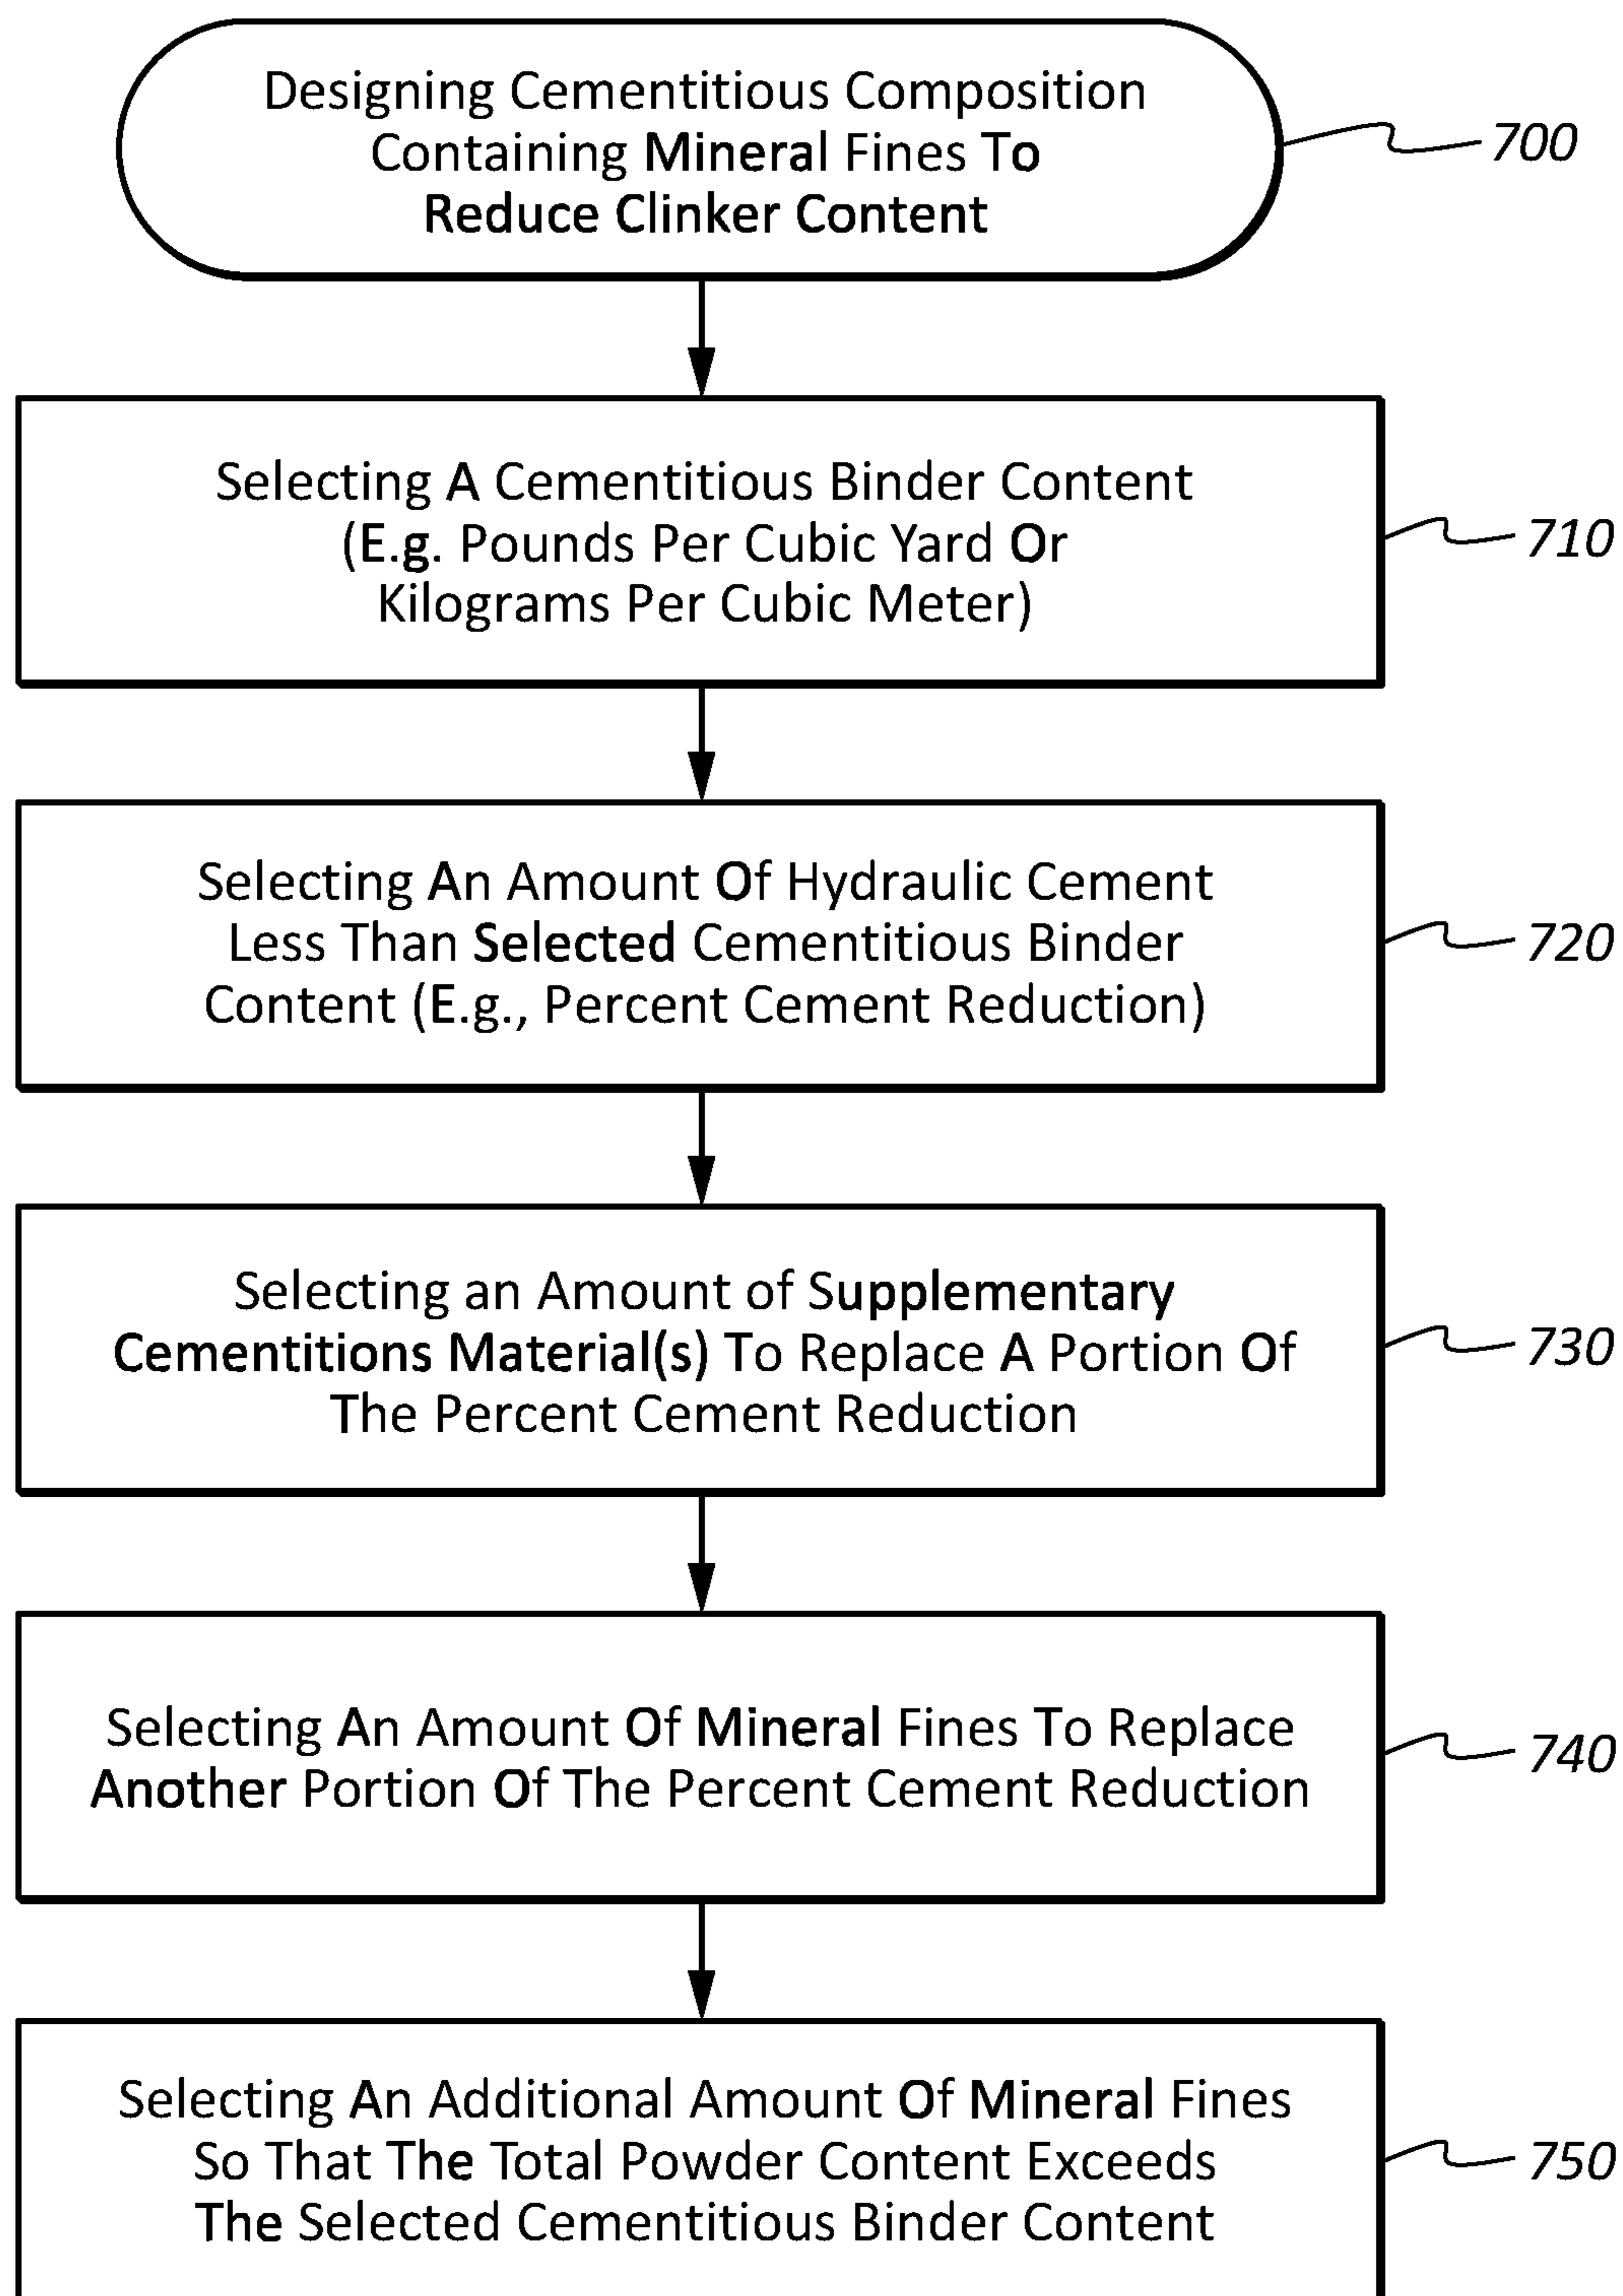 Designing Cementitious Composition
Containing Mineral Fines To
Reduce Clinker Content
700
Selecting A Cementitious Binder Content
(E.g. Pounds Per Cubic Yard Or
Kilograms Per Cubic Meter)
710
Selecting An Amount Of Hydraulic Cement
Less Than Selected Cementitious Binder
Content (E.g., Percent Cement Reduction)
720
Selecting an Amount of Supplementary
Cementitions Material(s) To Replace A Portion Of
The Percent Cement Reduction
730
Selecting An Amount Of Mineral Fines To Replace
Another Portion Of The Percent Cement Reduction
740
Selecting An Additional Amount Of Mineral Fines
So That The Total Powder Content Exceeds
The Selected Cementitious Binder Content
750